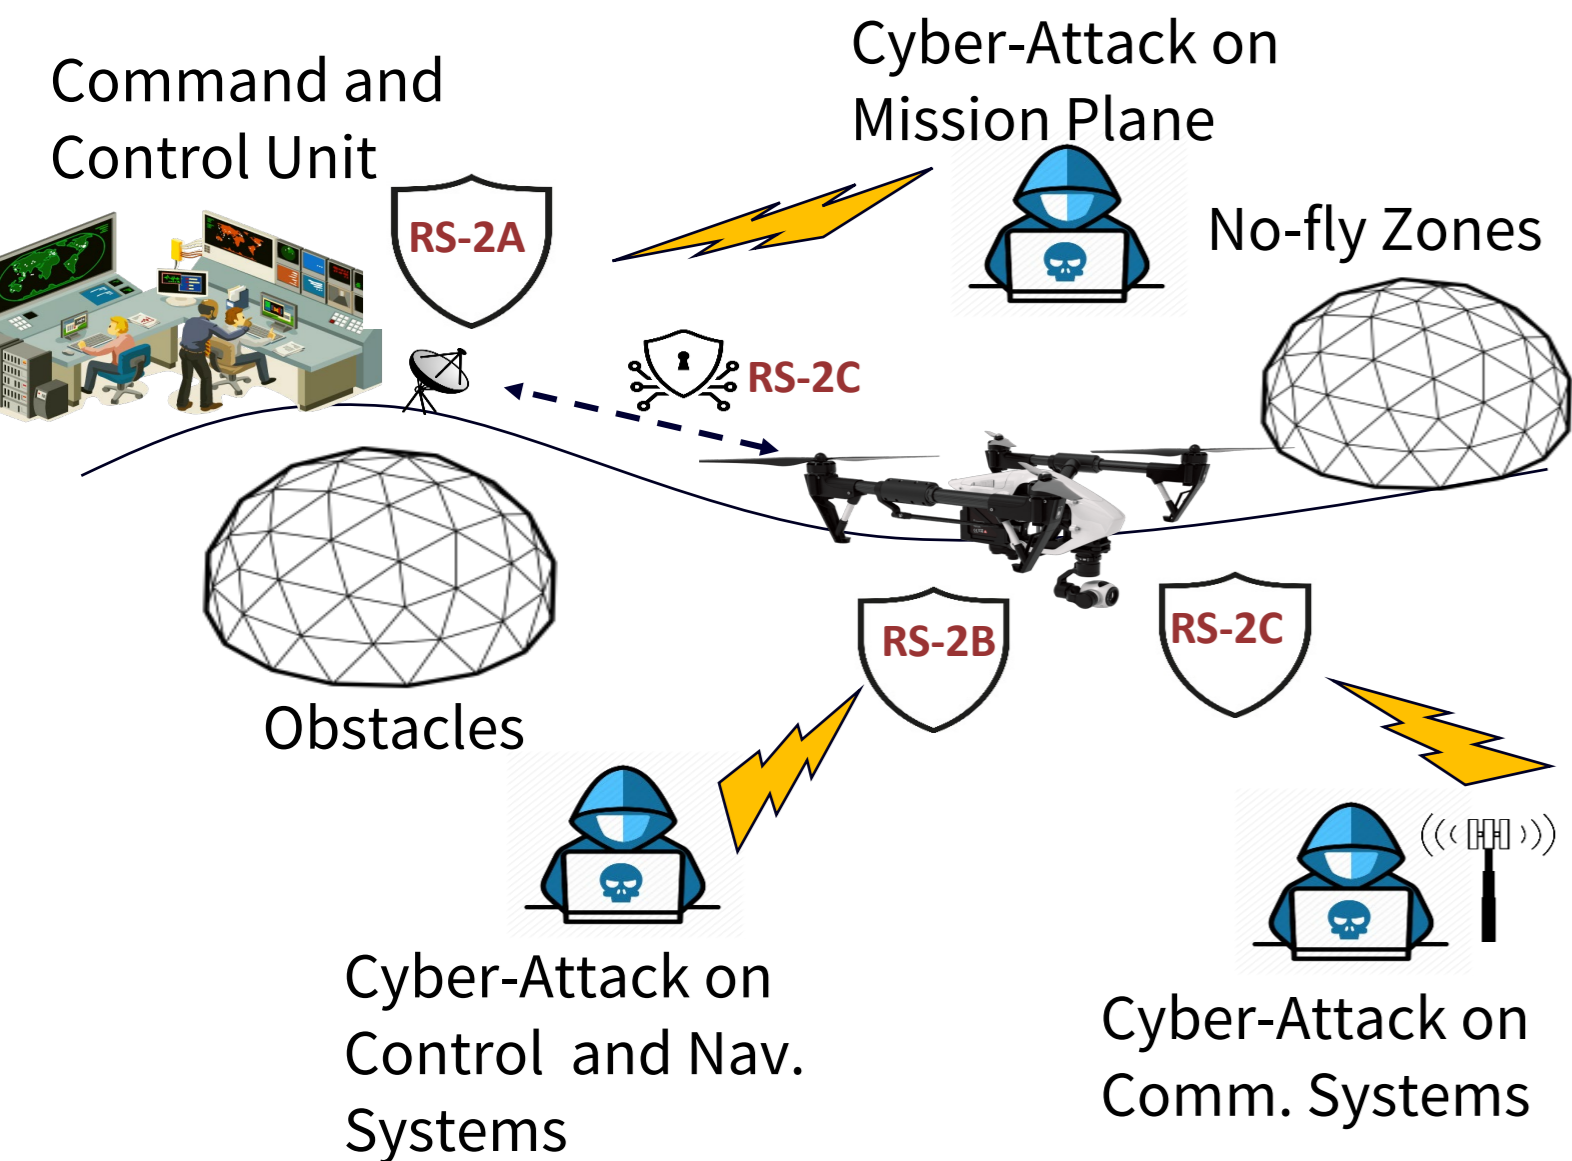 Command and
Control Unit
Cyber-Attack on
Mission Plane
RS-2A
No-fly Zones
RS-2C
RS-2B
RS-2C
Obstacles
Cyber-Attack on
Control and Nav.
Systems
Cyber-Attack on
Comm. Systems